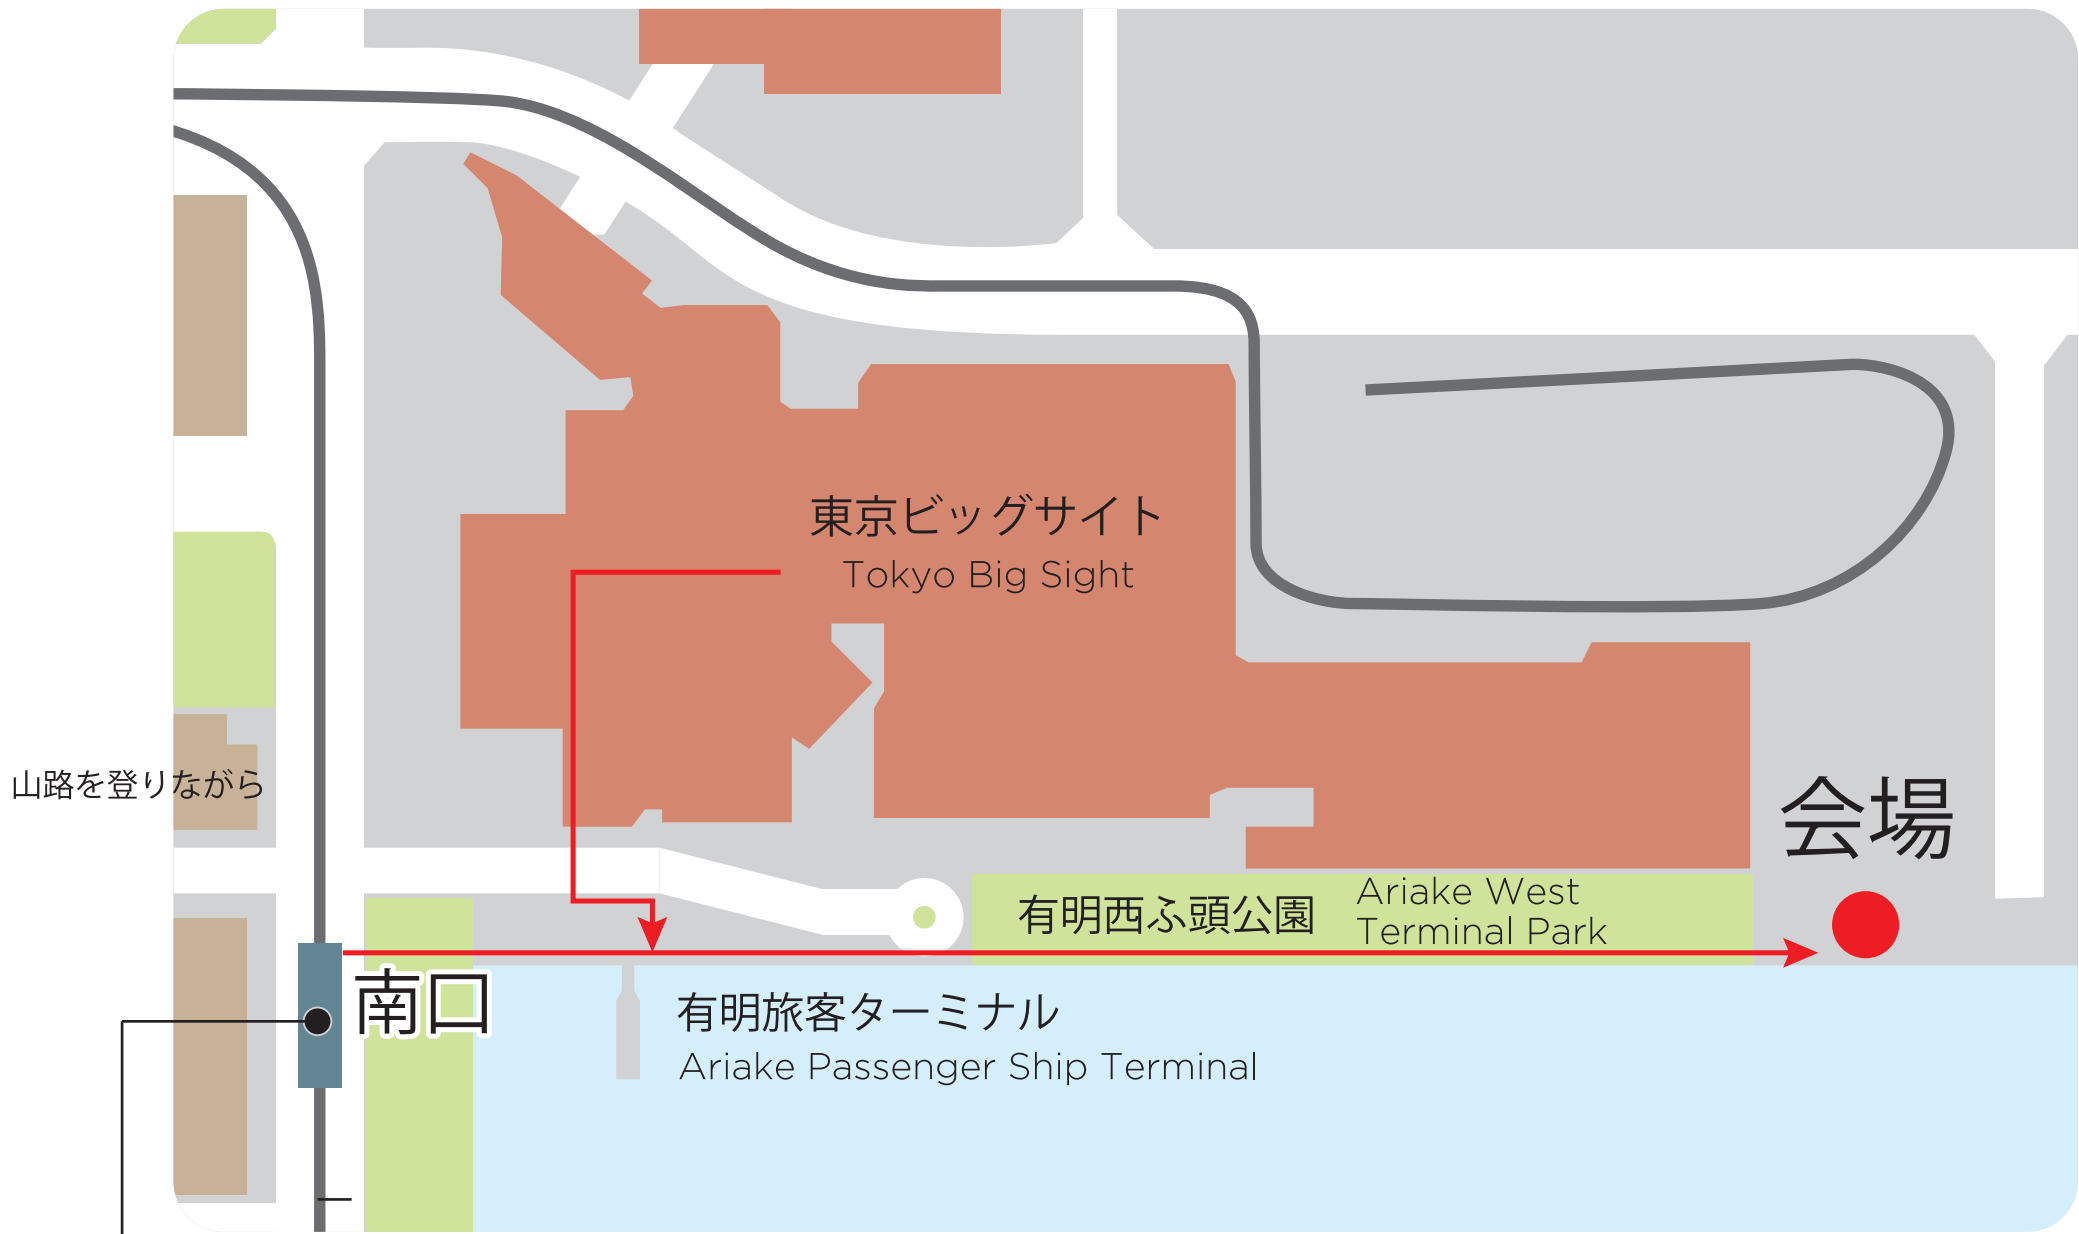 東京ビッグサイト
Tokyo Big Sight
山路を登りながら
会場
有明西ふ頭公園
Ariake West
Terminal Park
南口
有明旅客ターミナル
Ariake Passenger Ship Terminal